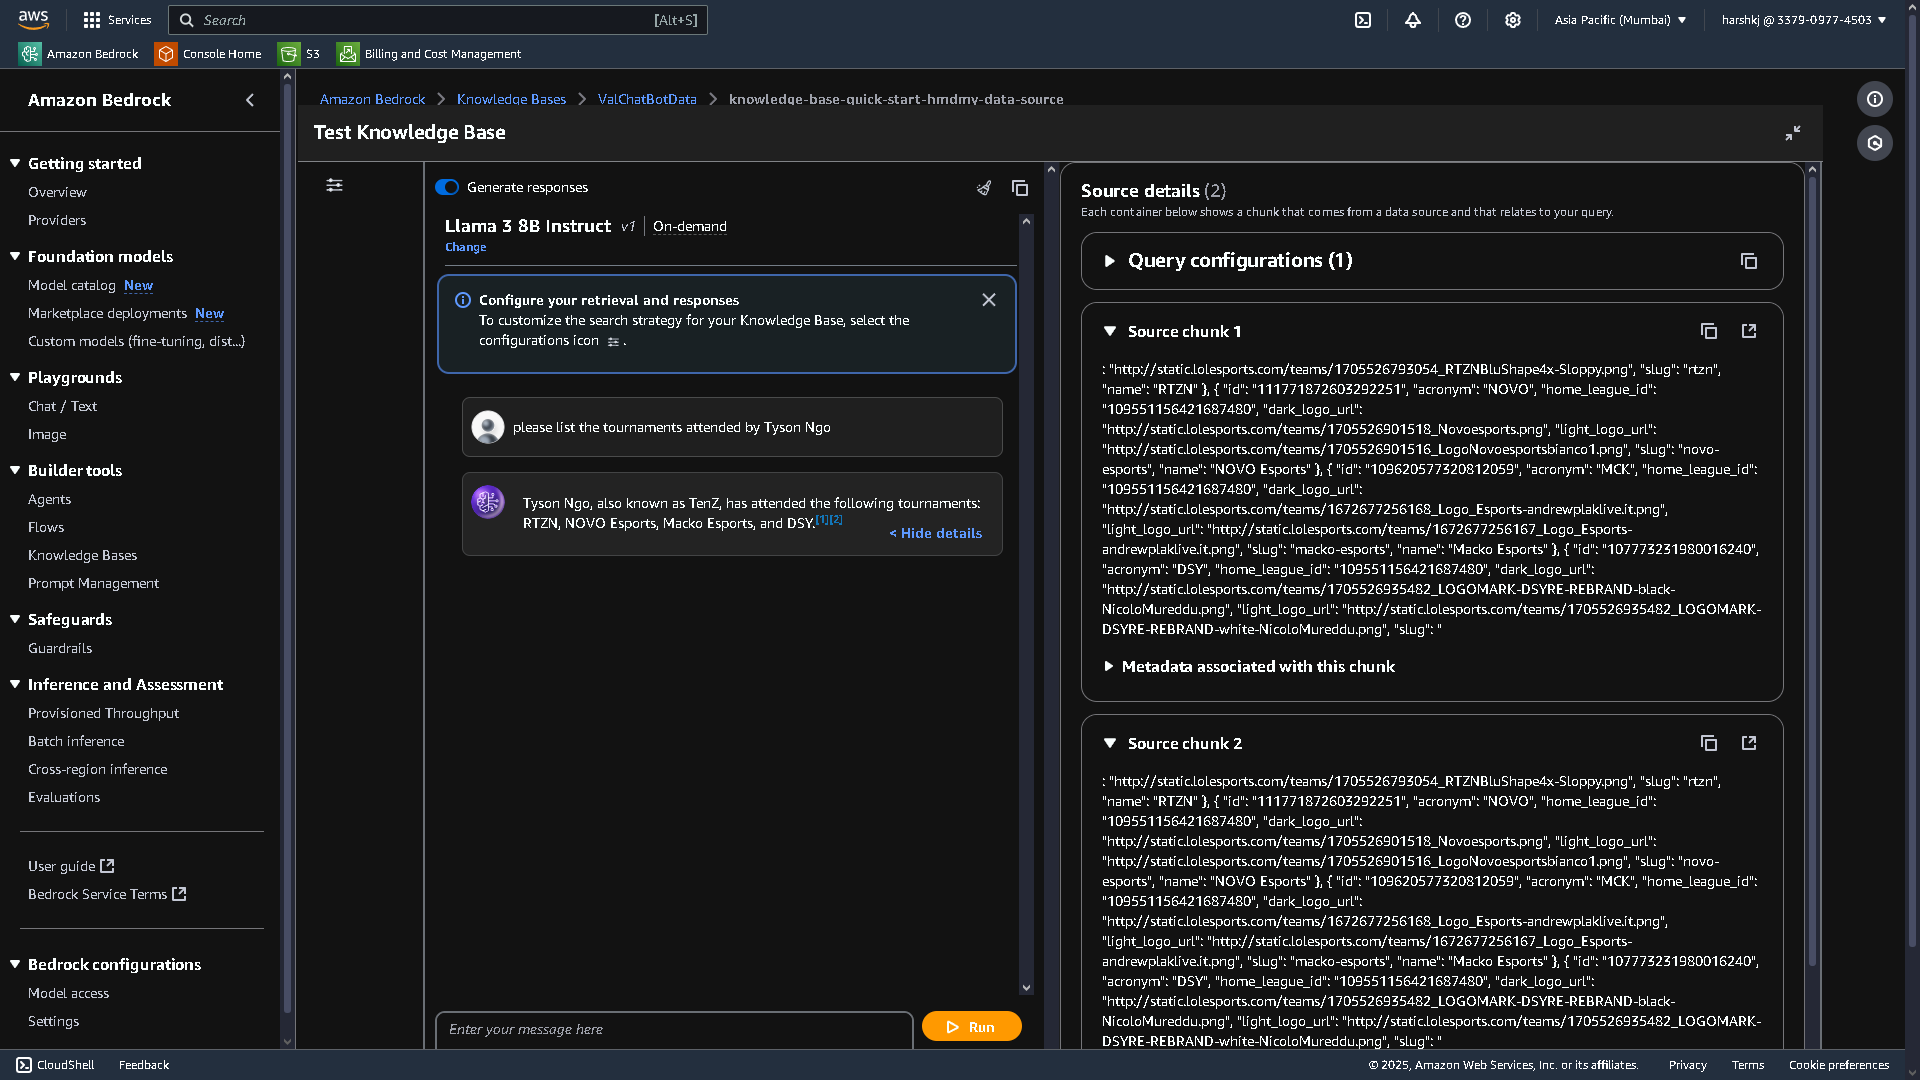 aws
Services
Search
[Alt+S]
Asia Pacific (Mumbai)
harshkj @ 3379-0977-4503
Amazon Bedrock
Console Home
S3
Billing and Cost Management
Amazon Bedrock
Getting started
Overview
Providers
Foundation models
Model catalog New
Marketplace deployments New
Custom models (fine-tuning, dist...)
Playgrounds
Chat / Text
Image
Builder tools
Agents
Flows
Knowledge Bases
Prompt Management
Safeguards
Guardrails
Inference and Assessment
Provisioned Throughput
Batch inference
Cross-region inference
Evaluations
User guide
Bedrock Service Terms
Bedrock configurations
Model access
Settings
Amazon Bedrock
Knowledge Bases
ValChatBotData
knowledge-base-quick-start-hmdmy-data-source
Test Knowledge Base
Generate responses
Llama 3 8B Instruct v1 On-demand
Change
Configure your retrieval and responses
To customize the search strategy for your Knowledge Base, select the
configurations icon .
please list the tournaments attended by Tyson Ngo
Tyson Ngo, also known as TenZ, has attended the following tournaments:
RTZN, NOVO Esports, Macko Esports, and DSY.[1][2]
< Hide details
Enter your message here
Run
Source details (2)
Each container below shows a chunk that comes from a data source and that relates to your query.
Query configurations (1)
Source chunk 1
: "http://static.lolesports.com/teams/1705526793054_RTZNBluShape4x-Sloppy.png", "slug": "rtzn",
"name": "RTZN" }, { "id": "111771872603292251", "acronym": "NOVO", "home_league_id":
"109551156421687480", "dark_logo_url":
"http://static.lolesports.com/teams/1705526901518_Novoesports.png", "light_logo_url":
"http://static.lolesports.com/teams/1705526901516_LogoNovoesportsbianco1.png", "slug": "novo-
esports", "name": "NOVO Esports" }, { "id": "109620577320812059", "acronym": "MCK", "home_league_id":
"109551156421687480", "dark_logo_url":
"http://static.lolesports.com/teams/1672677256168_Logo_Esports-andrewplaklive.it.png",
"light_logo_url": "http://static.lolesports.com/teams/1672677256167_Logo_Esports-
andrewplaklive.it.png", "slug": "macko-esports", "name": "Macko Esports" }, { "id": "107773231980016240",
"acronym": "DSY", "home_league_id": "109551156421687480", "dark_logo_url":
"http://static.lolesports.com/teams/1705526935482_LOGOMARK-DSYRE-REBRAND-black-
NicoloMureddu.png", "light_logo_url": "http://static.lolesports.com/teams/1705526935482_LOGOMARK-
DSYRE-REBRAND-white-NicoloMureddu.png", "slug": "
Metadata associated with this chunk
Source chunk 2
: "http://static.lolesports.com/teams/1705526793054_RTZNBluShape4x-Sloppy.png", "slug": "rtzn",
"name": "RTZN" }, { "id": "111771872603292251", "acronym": "NOVO", "home_league_id":
"109551156421687480", "dark_logo_url":
"http://static.lolesports.com/teams/1705526901518_Novoesports.png", "light_logo_url":
"http://static.lolesports.com/teams/1705526901516_LogoNovoesportsbianco1.png", "slug": "novo-
esports", "name": "NOVO Esports" }, { "id": "109620577320812059", "acronym": "MCK", "home_league_id":
"109551156421687480", "dark_logo_url":
"http://static.lolesports.com/teams/1672677256168_Logo_Esports-andrewplaklive.it.png",
"light_logo_url": "http://static.lolesports.com/teams/1672677256167_Logo_Esports-
andrewplaklive.it.png", "slug": "macko-esports", "name": "Macko Esports" }, { "id": "107773231980016240",
"acronym": "DSY", "home_league_id": "109551156421687480", "dark_logo_url":
"http://static.lolesports.com/teams/1705526935482_LOGOMARK-DSYRE-REBRAND-black-
NicoloMureddu.png", "light_logo_url": "http://static.lolesports.com/teams/1705526935482_LOGOMARK-
DSYRE-REBRAND-white-NicoloMureddu.png", "slug": "
CloudShell
Feedback
© 2025, Amazon Web Services, Inc. or its affiliates.
Privacy
Terms
Cookie preferences